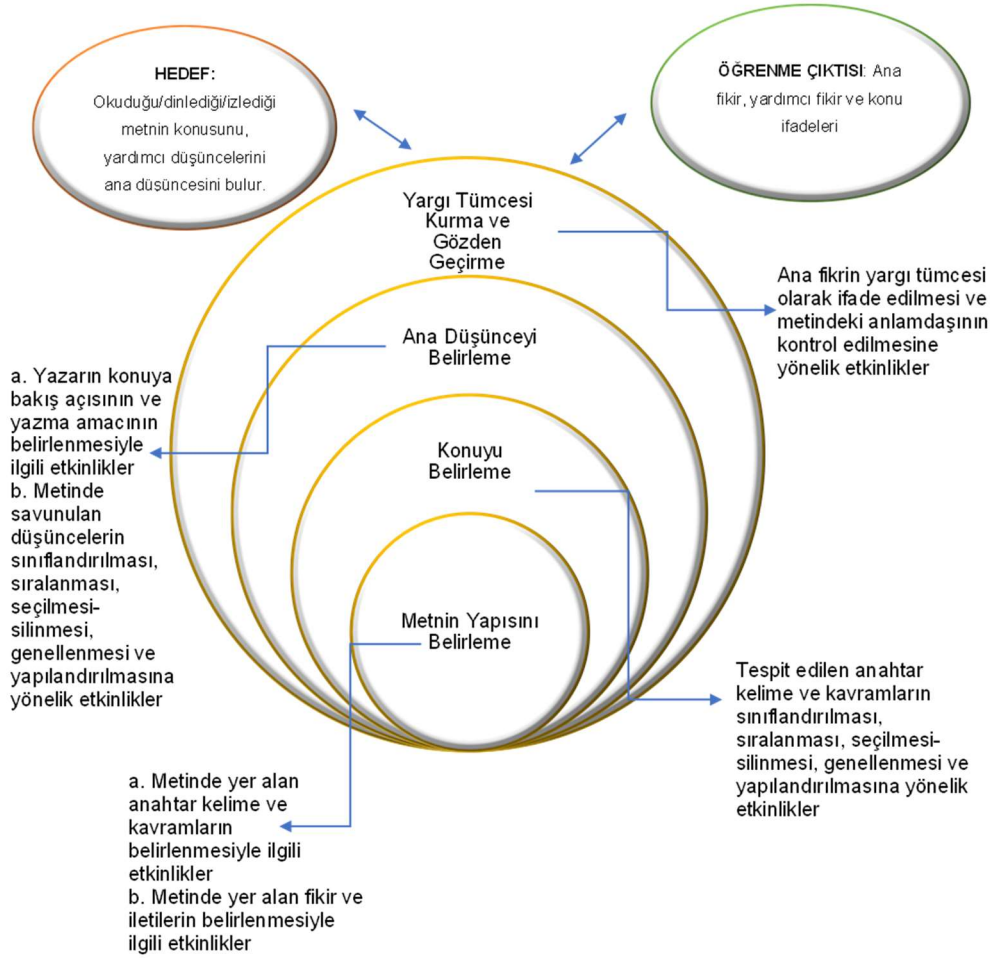 HEDEF:
Okuduğu/dinlediği/izlediği
metnin konusunu,
yardımcı düşüncelerini
ana düşüncesini bulur.
ÖĞRENME ÇIKTISI: Ana
fikir, yardımcı fikir ve konu
ifadeleri
Yargı Tümcesi
Kurma ve
Gözden
Geçirme
Ana fikrin yargı tümcesi
olarak ifade edilmesi ve
metindeki anlamdaşının
kontrol edilmesine
yönelik etkinlikler
Ana Düşünceyi
Belirleme
a. Yazarın konuya
bakış açısının ve
yazma amacının
belirlenmesiyle
ilgili etkinlikler
b. Metinde
savunulan
düşüncelerin
sınıflandırılması,
sıralanması,
seçilmesi-
silinmesi,
genellenmesi ve
yapılandırılmasına
yönelik etkinlikler
Konuyu
Belirleme
Metnin Yapısını
Belirleme
Tespit edilen anahtar
kelime ve kavramların
sınıflandırılması,
sıralanması, seçilmesi-
silinmesi, genellenmesi ve
yapılandırılmasına yönelik
etkinlikler
a. Metinde yer alan
anahtar kelime ve
kavramların
belirlenmesiyle ilgili
etkinlikler
b. Metinde yer alan fikir ve
iletilerin belirlenmesiyle
ilgili etkinlikler